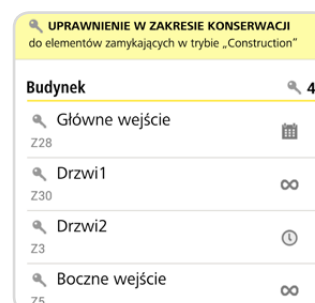 UPRAWNIENIE W ZAKRESIE KONSERWACJI
do elementów zamykających w trybie „Construction”
Budynek 4
Główne wejście
Z28
Drzwi1
Z30
Drzwi2
Z3
Boczne wejście
Z5